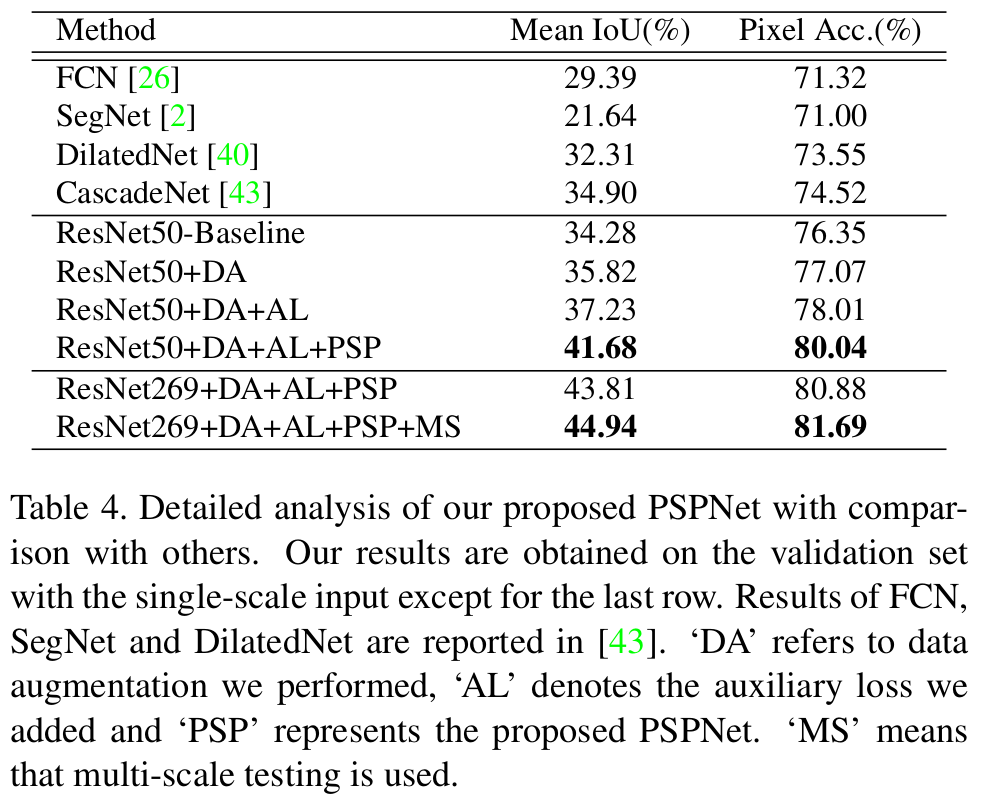 Method Mean IoU(%) Pixel Acc.(%)
FCN [26] 29.39 71.32
SegNet [2] 21.64 71.00
DilatedNet [40] 32.31 73.55
CascadeNet [43] 34.90 74.52
ResNet50-Baseline 34.28 76.35
ResNet50+DA 35.82 77.07
ResNet50+DA+AL 37.23 78.01
ResNet50+DA+AL+PSP 41.68 80.04
ResNet269+DA+AL+PSP 43.81 80.88
ResNet269+DA+AL+PSP+MS 44.94 81.69
Table 4. Detailed analysis of our proposed PSPNet with compar-
ison with others. Our results are obtained on the validation set
with the single-scale input except for the last row. Results of FCN,
SegNet and DilatedNet are reported in [43]. ‘DA’ refers to data
augmentation we performed, ‘AL’ denotes the auxiliary loss we
added and ‘PSP’ represents the proposed PSPNet. ‘MS’ means
that multi-scale testing is used.